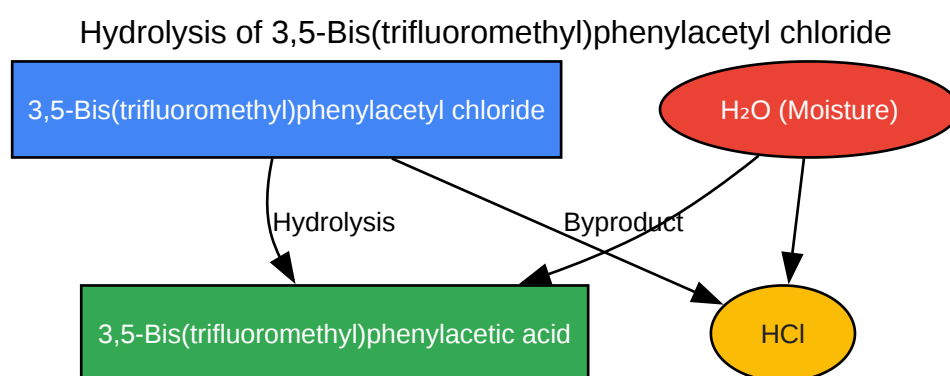 Hydrolysis of 3,5-Bis(trifluoromethyl)phenylacetyl chloride
3,5-Bis(trifluoromethyl)phenylacetyl chloride
H₂O (Moisture)
Hydrolysis
Byproduct
3,5-Bis(trifluoromethyl)phenylacetic acid
HCl